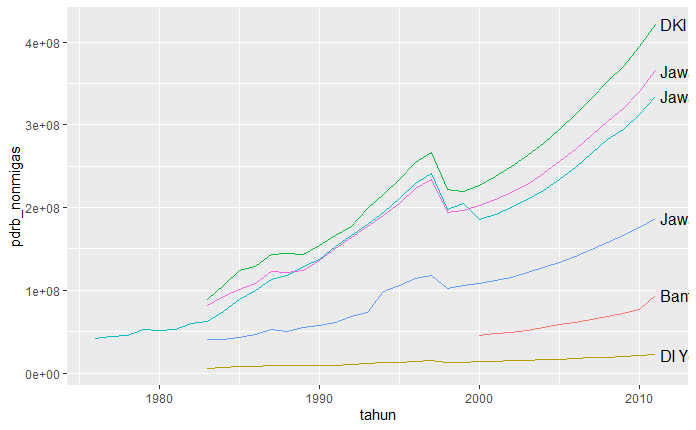 4e+08
3e+08
2e+08
1e+08
0e+00
pdrb_nonmigas
DKI
Jawa
Jawa
Jawa
Bant
DI Y
1980
1990
2000
2010
tahun